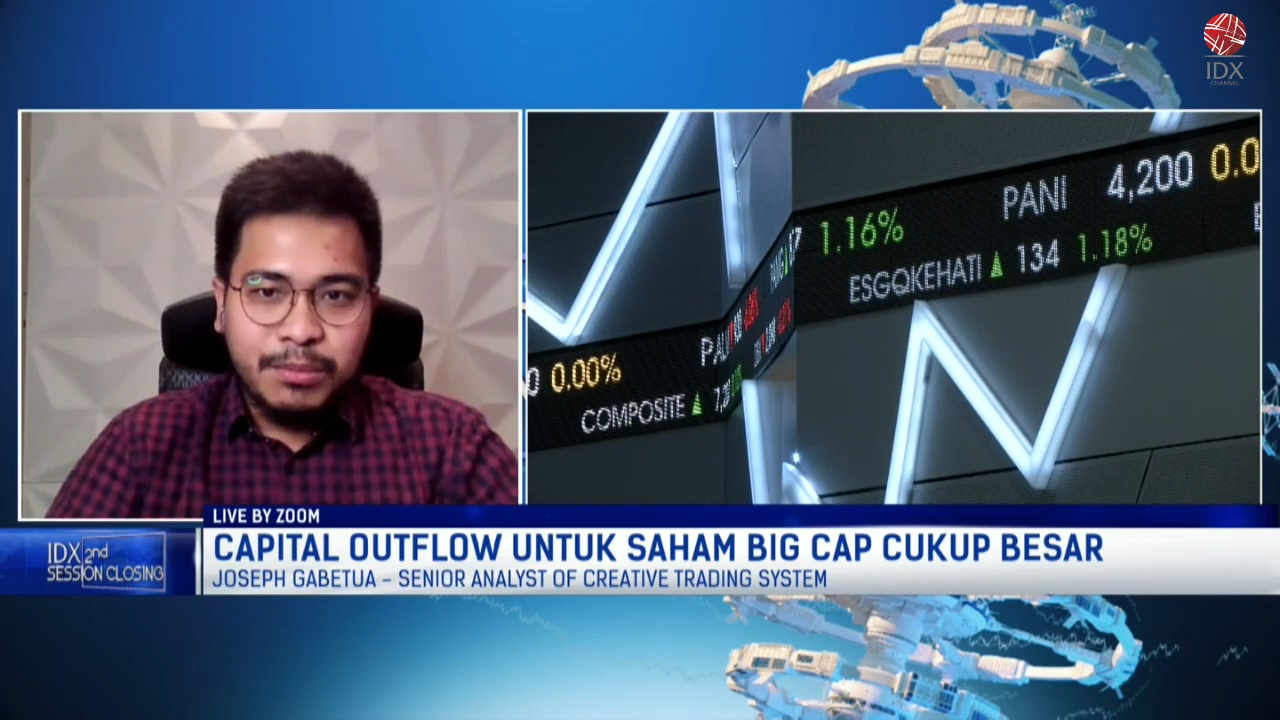 IDX
CHANNEL
1.16%
PANI 4,200
ESGQKEHATI ▲ 134 1.18%
0.00%
COMPOSITE ▲
LIVE BY ZOOM
IDX 2nd
SESSION CLOSING
CAPITAL OUTFLOW UNTUK SAHAM BIG CAP CUKUP BESAR
JOSEPH GABETUA – SENIOR ANALYST OF CREATIVE TRADING SYSTEM